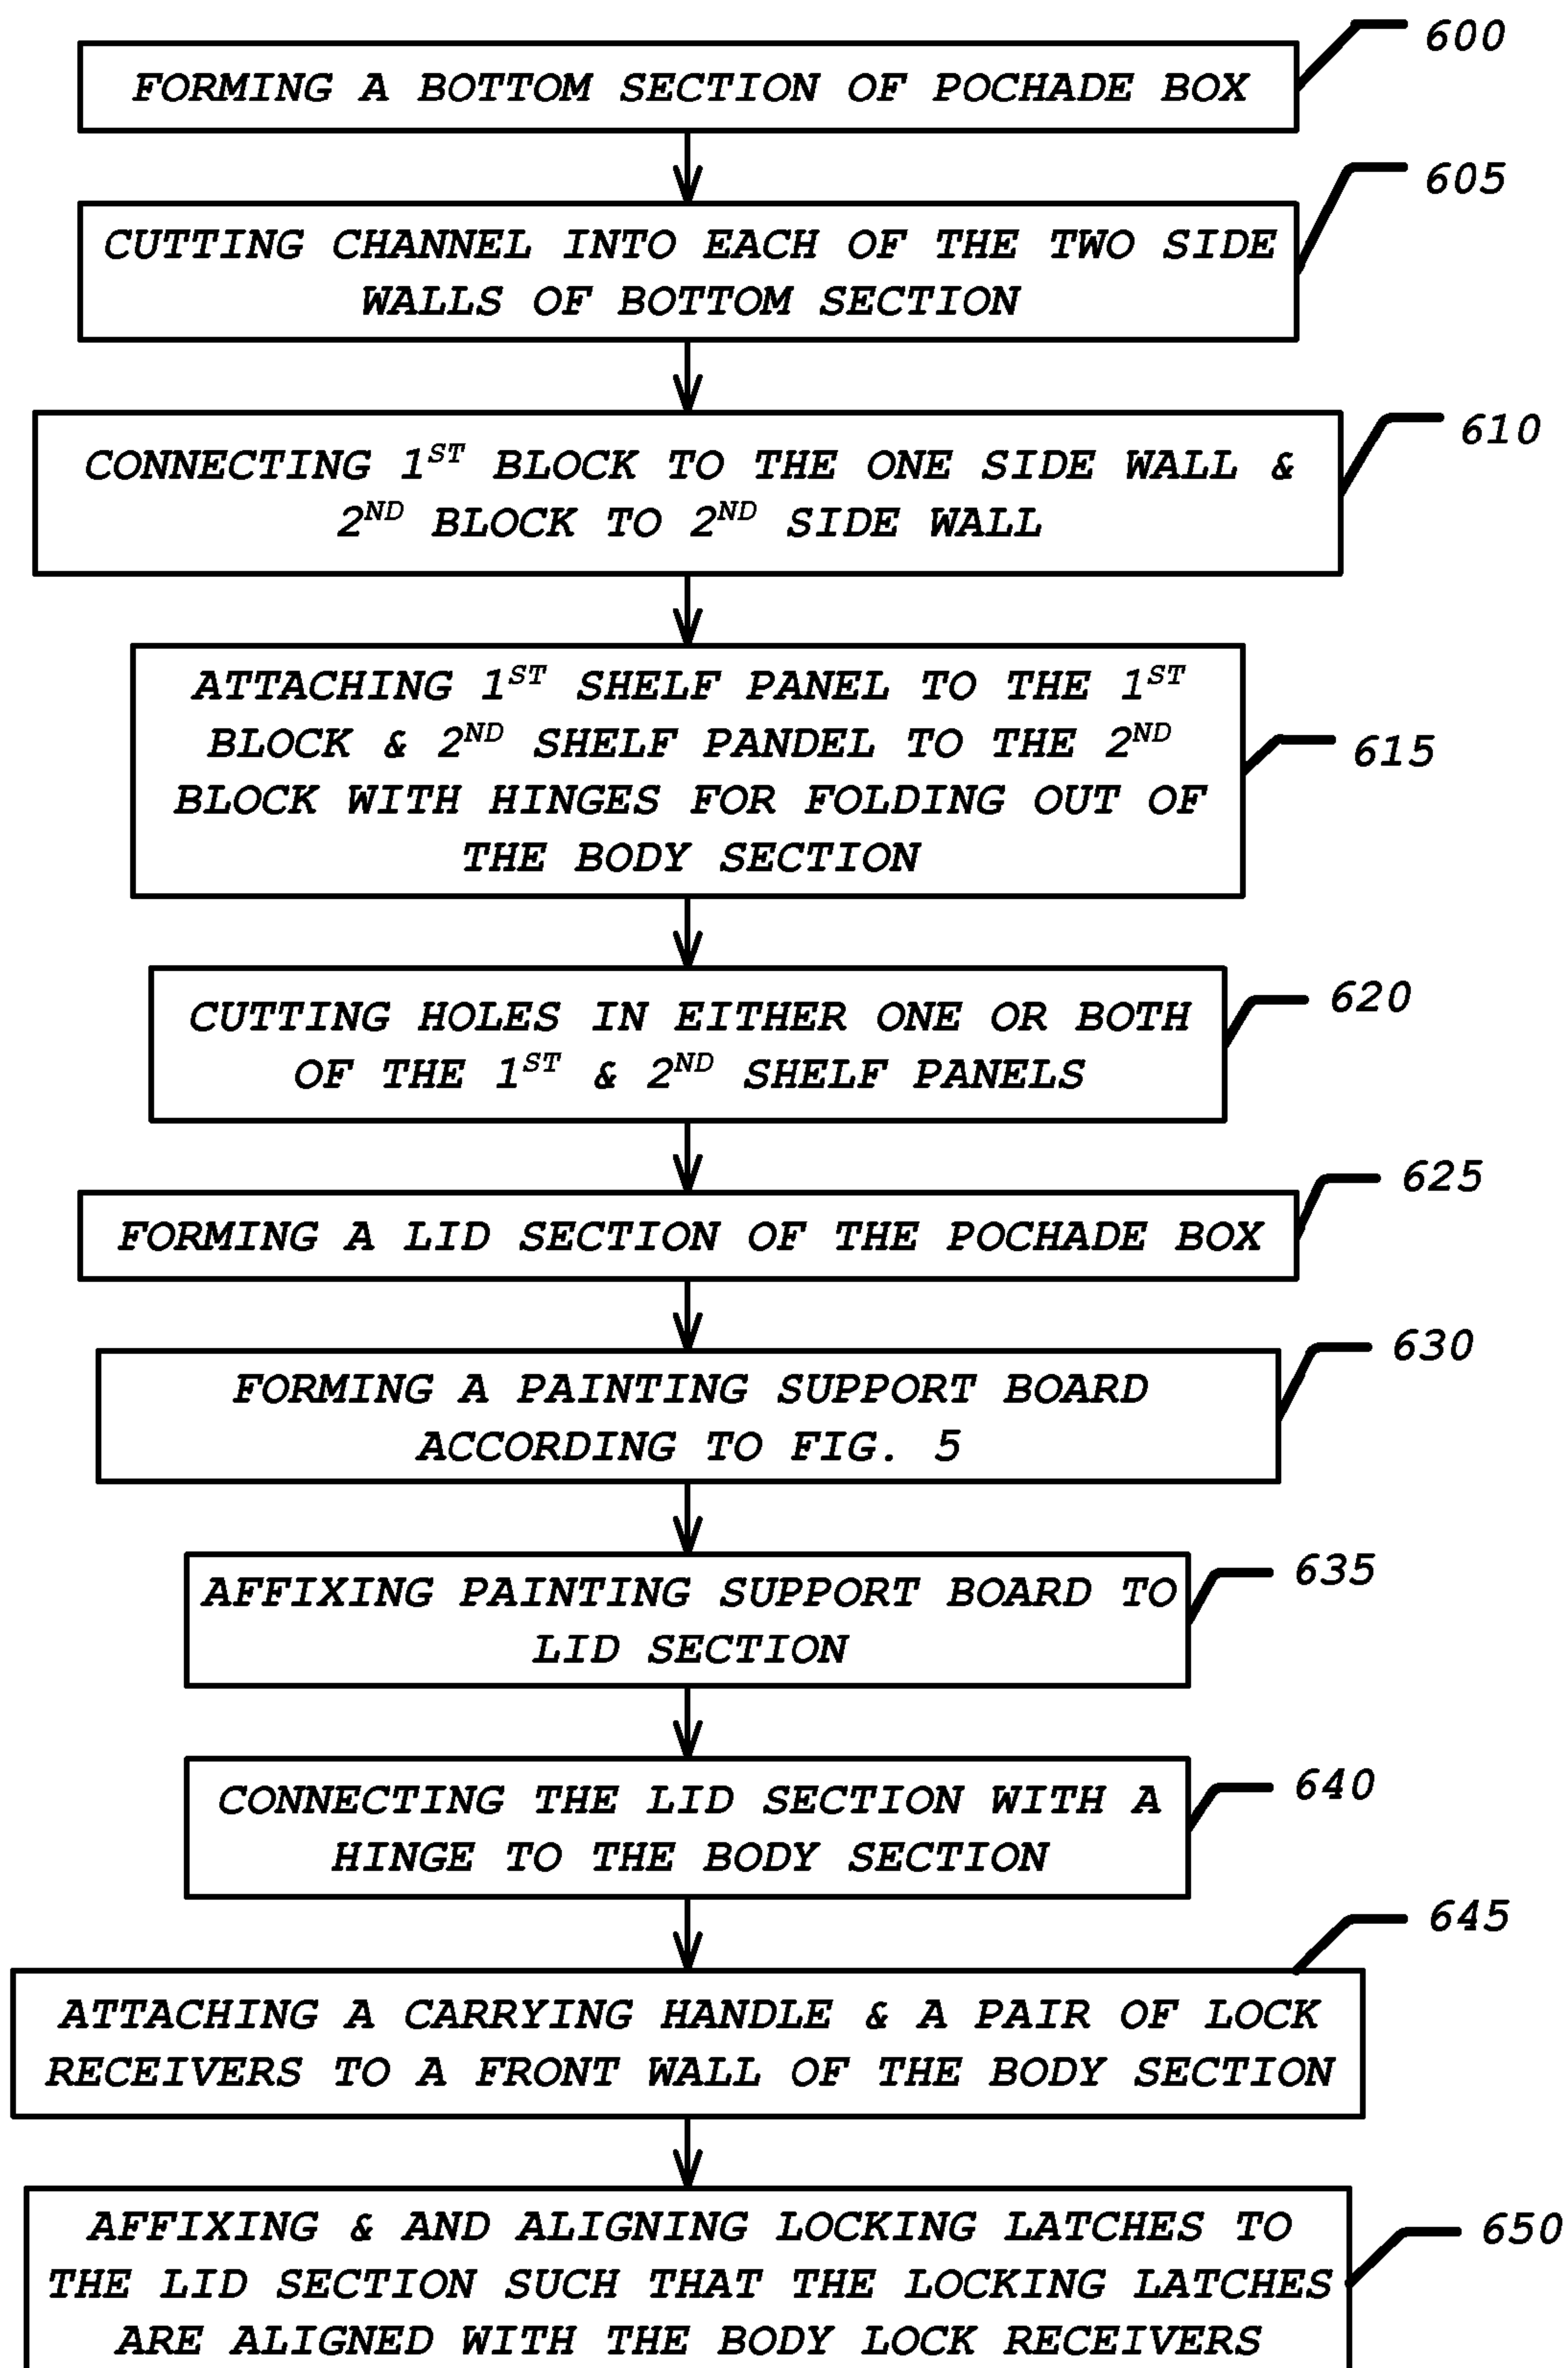 600
FORMING A BOTTOM SECTION OF POCHADE BOX
605
CUTTING CHANNEL INTO EACH OF THE TWO SIDE
WALLS OF BOTTOM SECTION
610
CONNECTING 1ST BLOCK TO THE ONE SIDE WALL &
2ND BLOCK TO 2ND SIDE WALL
ATTACHING 1ST SHELF PANEL TO THE 1ST
BLOCK & 2ND SHELF PANDEL TO THE 2ND
615
BLOCK WITH HINGES FOR FOLDING OUT OF
THE BODY SECTION
620
CUTTING HOLES IN EITHER ONE OR BOTH
OF THE 1ST & 2ND SHELF PANELS
625
FORMING A LID SECTION OF THE POCHADE BOX
630
FORMING A PAINTING SUPPORT BOARD
ACCORDING TO FIG. 5
635
AFFIXING PAINTING SUPPORT BOARD TO
LID SECTION
640
CONNECTING THE LID SECTION WITH A
HINGE TO THE BODY SECTION
645
ATTACHING A CARRYING HANDLE & A PAIR OF LOCK
RECEIVERS TO A FRONT WALL OF THE BODY SECTION
650
AFFIXING & AND ALIGNING LOCKING LATCHES TO
THE LID SECTION SUCH THAT THE LOCKING LATCHES
ARE ALIGNED WITH THE BODY LOCK RECEIVERS